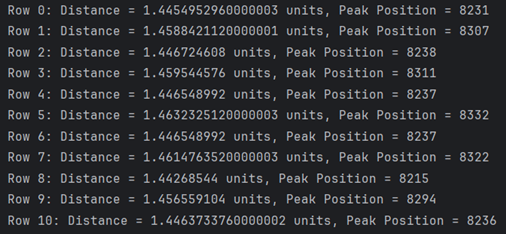 Row 0: Distance = 1.4454952960000003 units, Peak Position = 8231
Row 1: Distance = 1.4588421120000001 units, Peak Position = 8307
Row 2: Distance = 1.446724608 units, Peak Position = 8238
Row 3: Distance = 1.459544576 units, Peak Position = 8311
Row 4: Distance = 1.446548992 units, Peak Position = 8237
Row 5: Distance = 1.4632325120000003 units, Peak Position = 8332
Row 6: Distance = 1.446548992 units, Peak Position = 8237
Row 7: Distance = 1.4614763520000003 units, Peak Position = 8322
Row 8: Distance = 1.44268544 units, Peak Position = 8215
Row 9: Distance = 1.456559104 units, Peak Position = 8294
Row 10: Distance = 1.4463733760000002 units, Peak Position = 8236